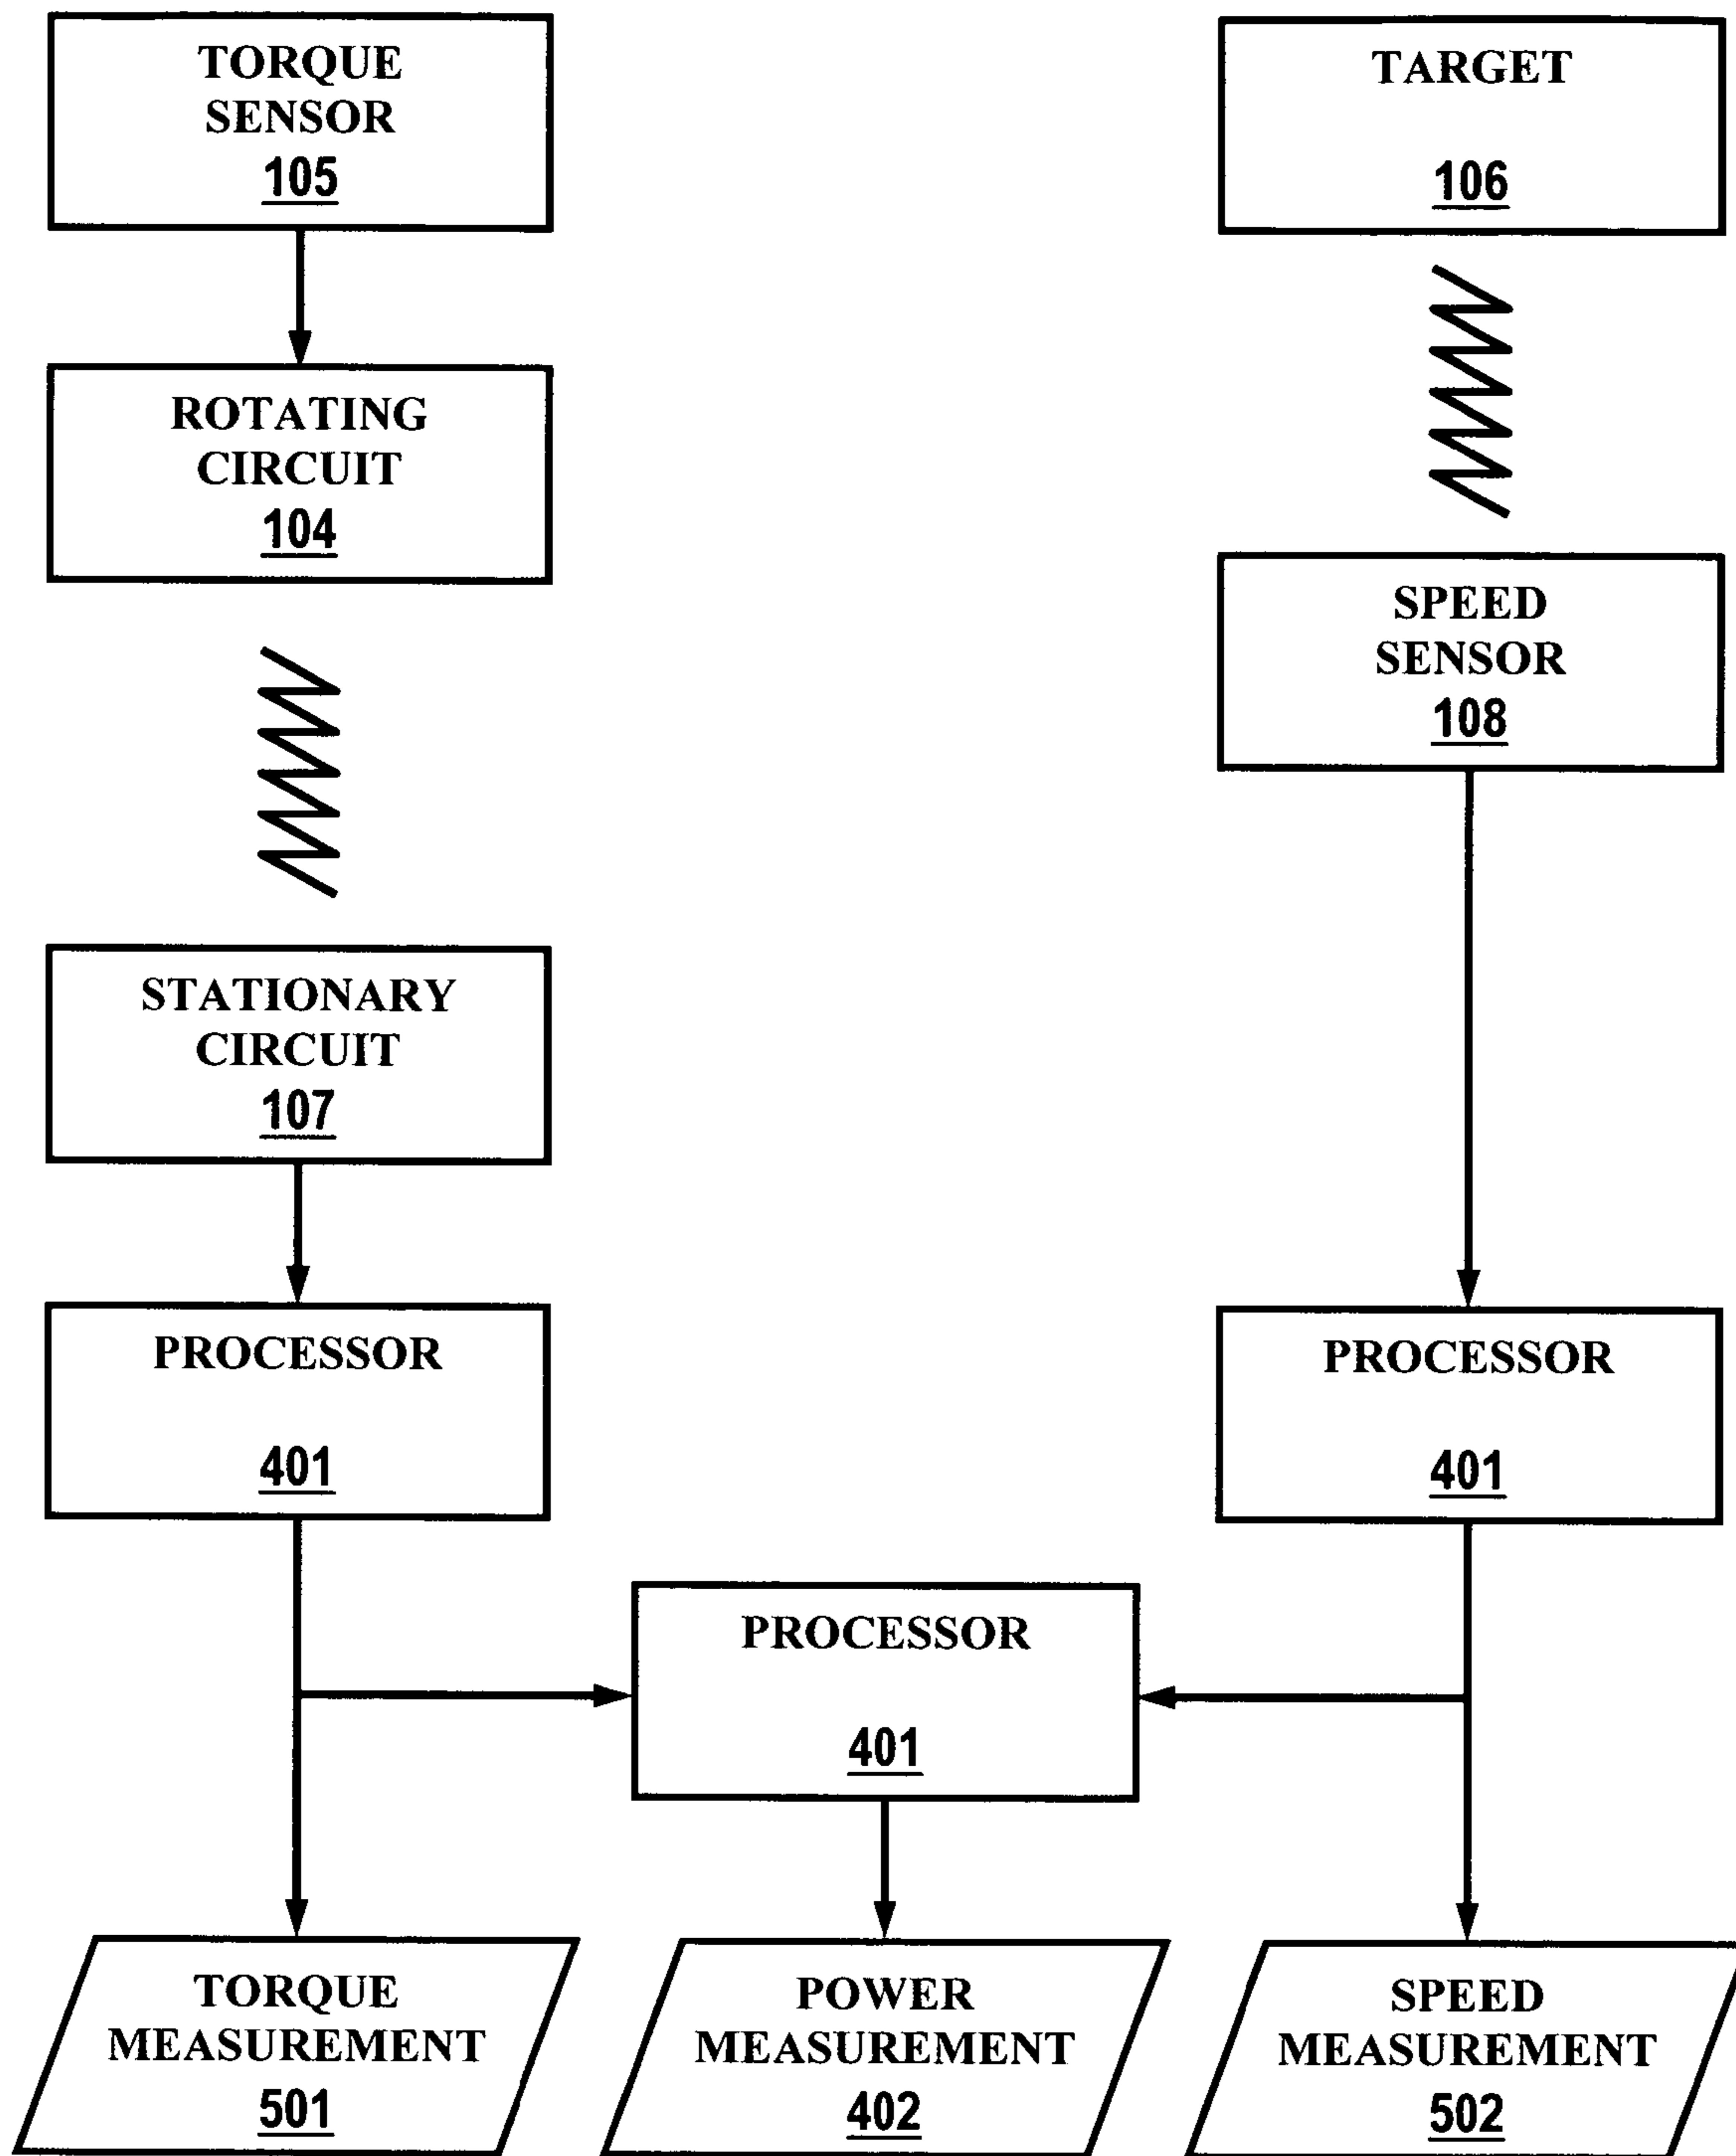 TORQUE
SENSOR
105
TARGET
106
ROTATING
CIRCUIT
104
SPEED
SENSOR
108
STATIONARY
CIRCUIT
107
PROCESSOR
401
PROCESSOR
401
PROCESSOR
401
TORQUE
MEASUREMENT
501
POWER
MEASUREMENT
402
SPEED
MEASUREMENT
502